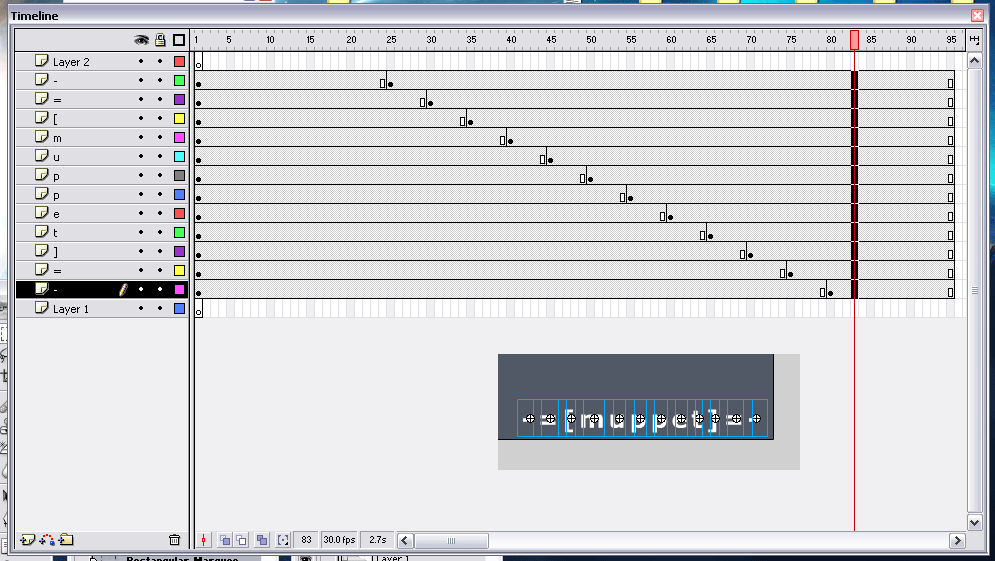 Timeline
1 5 10 15 20 25 30 35 40 45 50 55 60 65 70 75 80 85 90 95
Layer 2
-
=
[
m
u
p
p
e
t
]
=
-
Layer 1
-=[muppet]=-
83 30.0 fps 2.7s
Rectangular Marquee
Layer 1